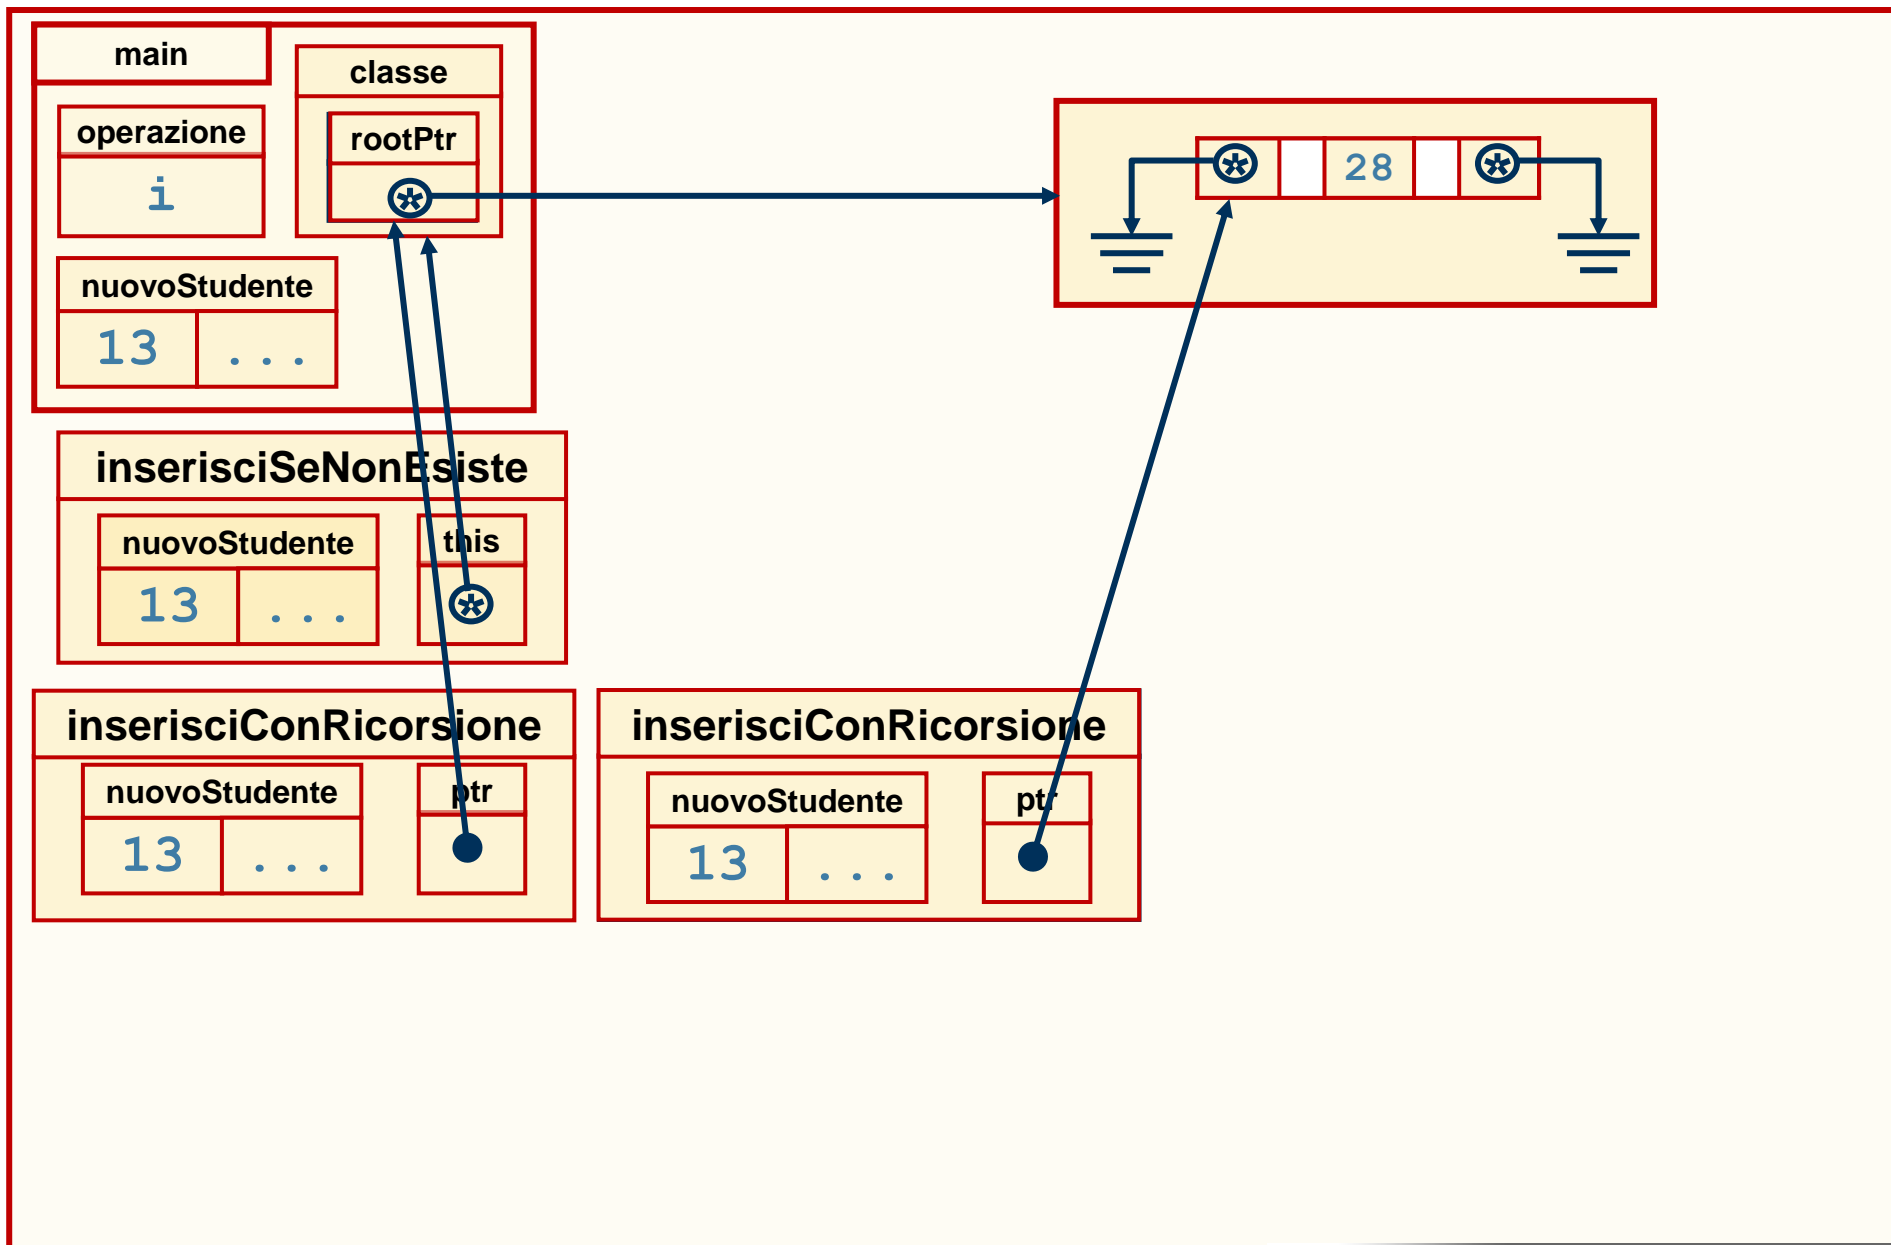 main
classe
operazione
rootPtr
i
28
nuovoStudente
13 ...
inserisciSeNonEsiste
nuovoStudente this
13 ...
inserisciConRicorsione
nuovoStudente ptr
13 ...
inserisciConRicorsione
nuovoStudente ptr
13 ...